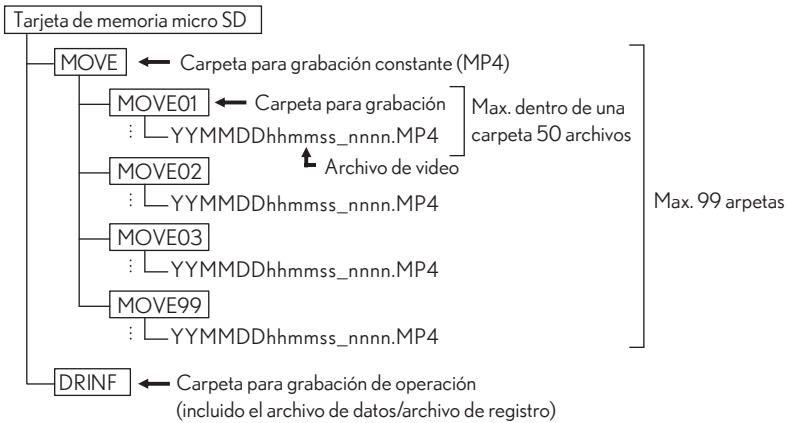 Tarjeta de memoria micro SD
MOVE
Carpeta para grabación constante (MP4)
MOVE01
Carpeta para grabación
YYMMDDhhmmss_nnnn.MP4
Archivo de video
Max. dentro de una
carpeta 50 archivos
MOVE02
YYMMDDhhmmss_nnnn.MP4
MOVE03
YYMMDDhhmmss_nnnn.MP4
MOVE99
YYMMDDhhmmss_nnnn.MP4
Max. 99 arpetas
DRINF
Carpeta para grabación de operación
(incluido el archivo de datos/archivo de registro)